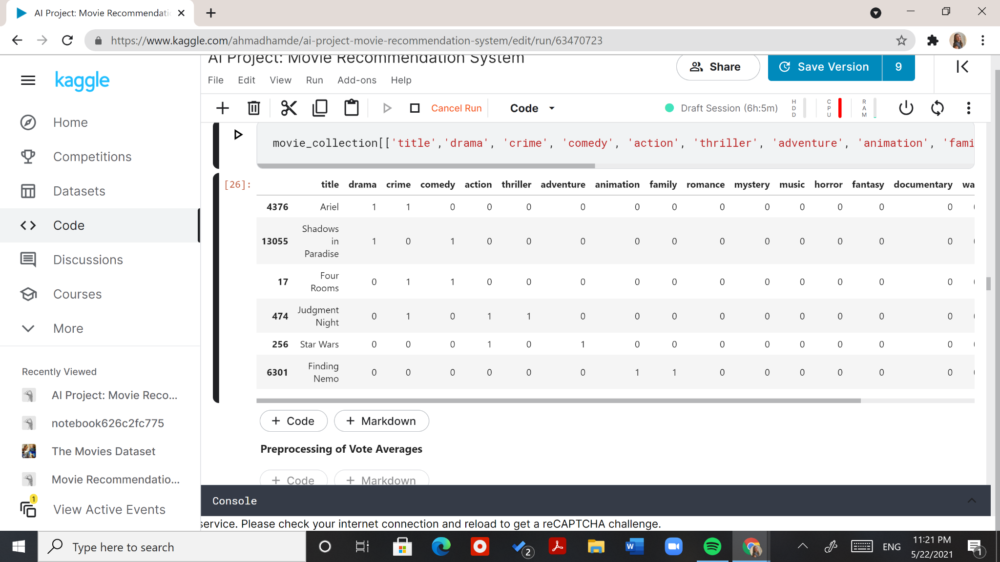 AI Project: Movie Recommendati
https://www.kaggle.com/ahmadhamde/ai-project-movie-recommendation-system/edit/run/63470723
kaggle
Home
Competitions
Datasets
Code
Discussions
Courses
More
Recently Viewed
AI Project: Movie Reco...
notebook626c2fc775
The Movies Dataset
Movie Recommendatio...
1
View Active Events
AI Project: Movie Recommendation System
File Edit View Run Add-ons Help
Share
Save Version 9
Cancel Run Code Draft Session (6h:5m) HDD CPU RAM
movie_collection[['title','drama', 'crime', 'comedy', 'action', 'thriller', 'adventure', 'animation', 'fami
[26]:
title drama crime comedy action thriller adventure animation family romance mystery music horror fantasy documentary wa
4376 Ariel 1 1 0 0 0 0 0 0 0 0 0 0 0 0
13055 Shadows in Paradise 1 0 1 0 0 0 0 0 0 0 0 0 0 0
17 Four Rooms 0 1 1 0 0 0 0 0 0 0 0 0 0 0
474 Judgment Night 0 1 0 1 1 0 0 0 0 0 0 0 0 0
256 Star Wars 0 0 0 1 0 1 0 0 0 0 0 0 0 0
6301 Finding Nemo 0 0 0 0 0 0 1 1 0 0 0 0 0 0
+ Code + Markdown
Preprocessing of Vote Averages
+ Code + Markdown
Console
service. Please check your internet connection and reload to get a reCAPTCHA challenge.
Type here to search
2
W
ENG
11:21 PM
5/22/2021
1